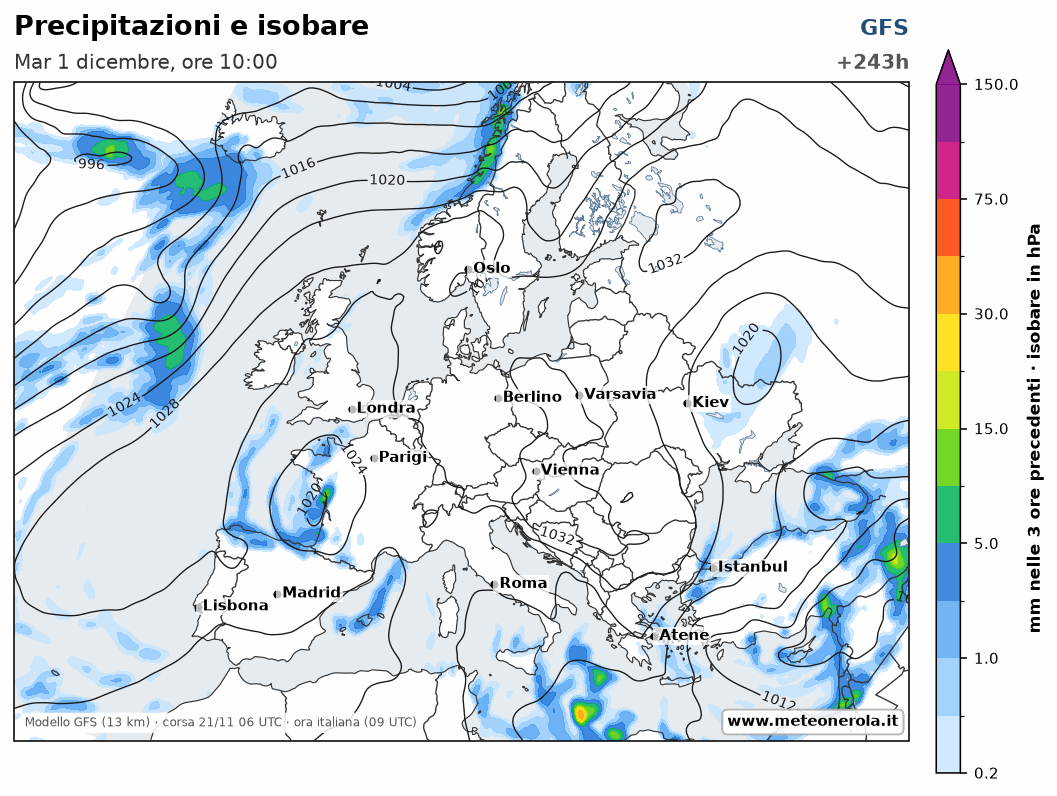 Precipitazioni e isobare
GFS
Mar 1 dicembre, ore 10:00
+243h
1004
996
1016
1020
1032
1020
1024
1028
1024
1020
1032
1012
Oslo
Berlino
Varsavia
Kiev
Londra
Parigi
Vienna
Istanbul
Madrid
Roma
Lisbona
Atene
Modello GFS (13 km) · corsa 21/11 06 UTC · ora italiana (09 UTC)
www.meteonerola.it
150.0
75.0
30.0
15.0
5.0
1.0
0.2
mm nelle 3 ore precedenti · isobare in hPa